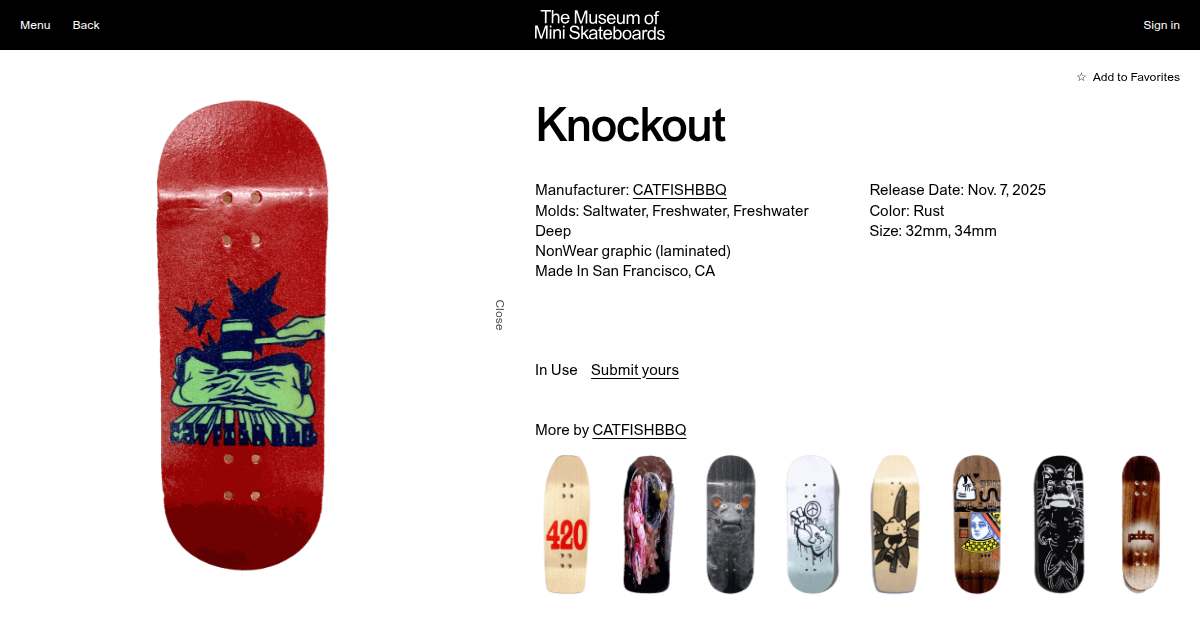 Menu
Back
The Museum of
Mini Skateboards
Sign in
☆ Add to Favorites
Knockout
Manufacturer: CATFISHBBQ
Molds: Saltwater, Freshwater, Freshwater
Deep
NonWear graphic (laminated)
Made In San Francisco, CA
Release Date: Nov. 7, 2025
Color: Rust
Size: 32mm, 34mm
Close
CATFISH BBQ
In Use Submit yours
More by CATFISHBBQ
420